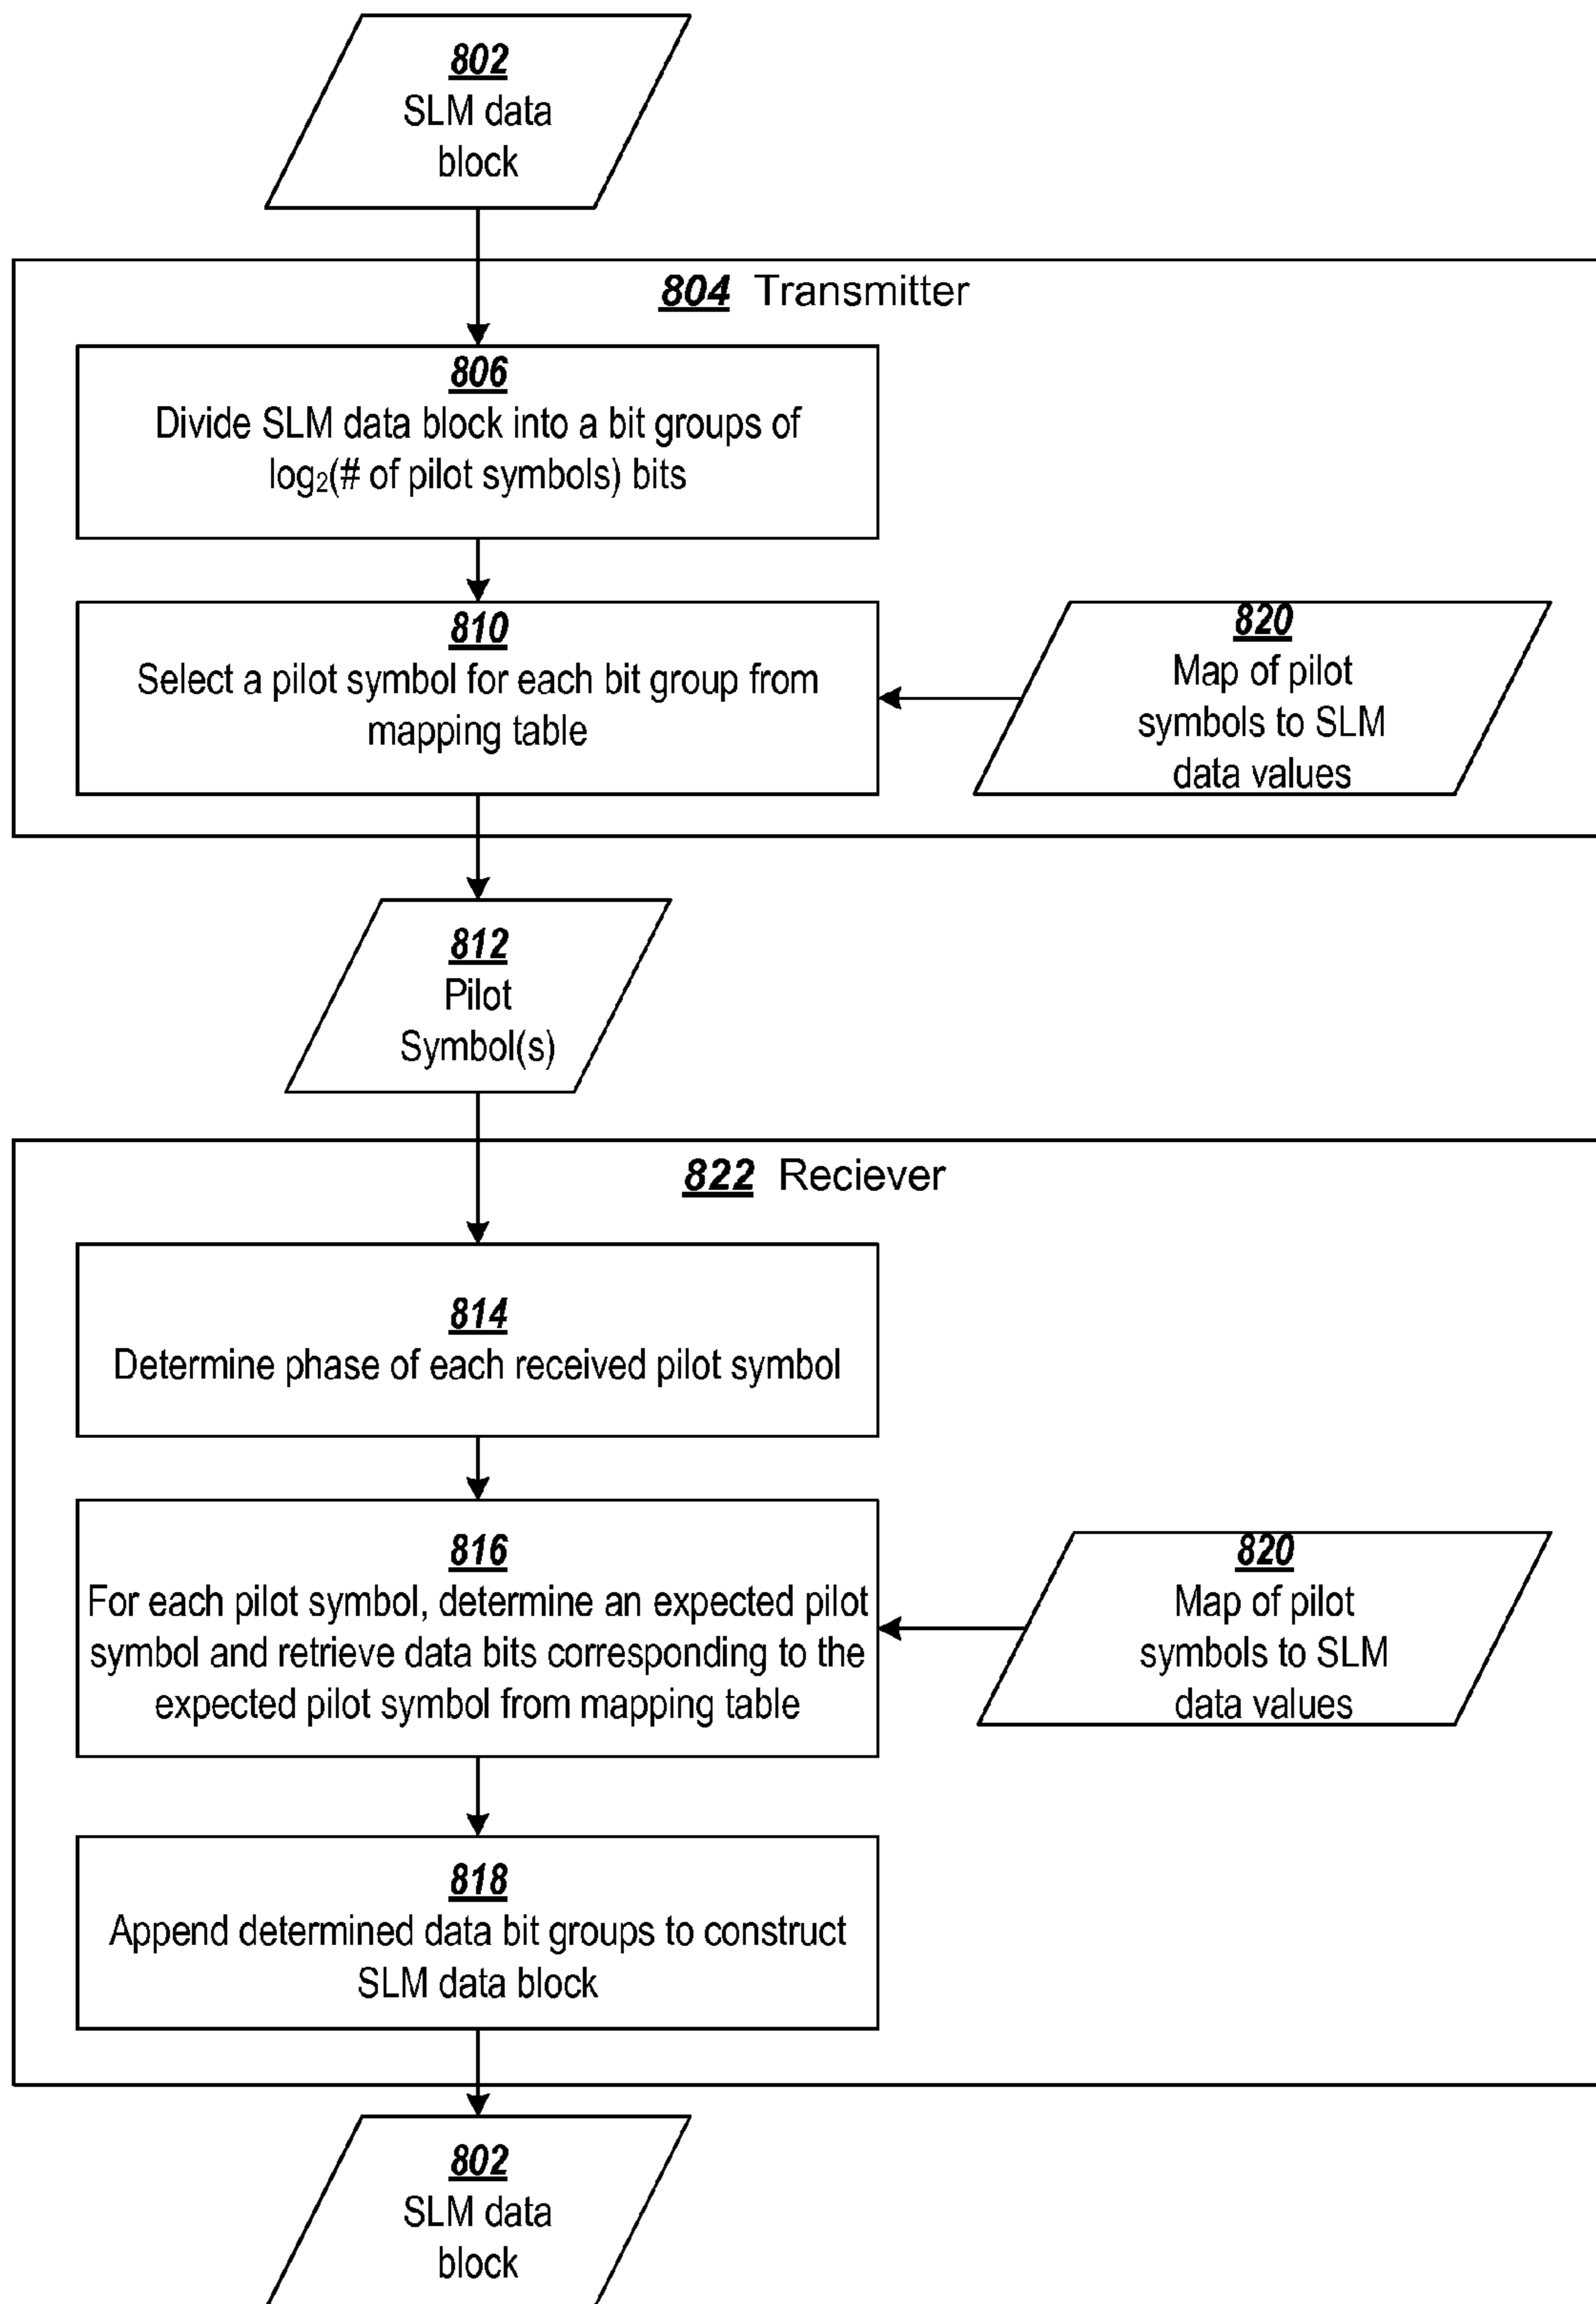 802
SLM data
block
804 Transmitter
806
Divide SLM data block into a bit groups of
log₂(# of pilot symbols) bits
810
Select a pilot symbol for each bit group from
mapping table
820
Map of pilot
symbols to SLM
data values
812
Pilot
Symbol(s)
822 Reciever
814
Determine phase of each received pilot symbol
816
For each pilot symbol, determine an expected pilot
symbol and retrieve data bits corresponding to the
expected pilot symbol from mapping table
820
Map of pilot
symbols to SLM
data values
818
Append determined data bit groups to construct
SLM data block
802
SLM data
block